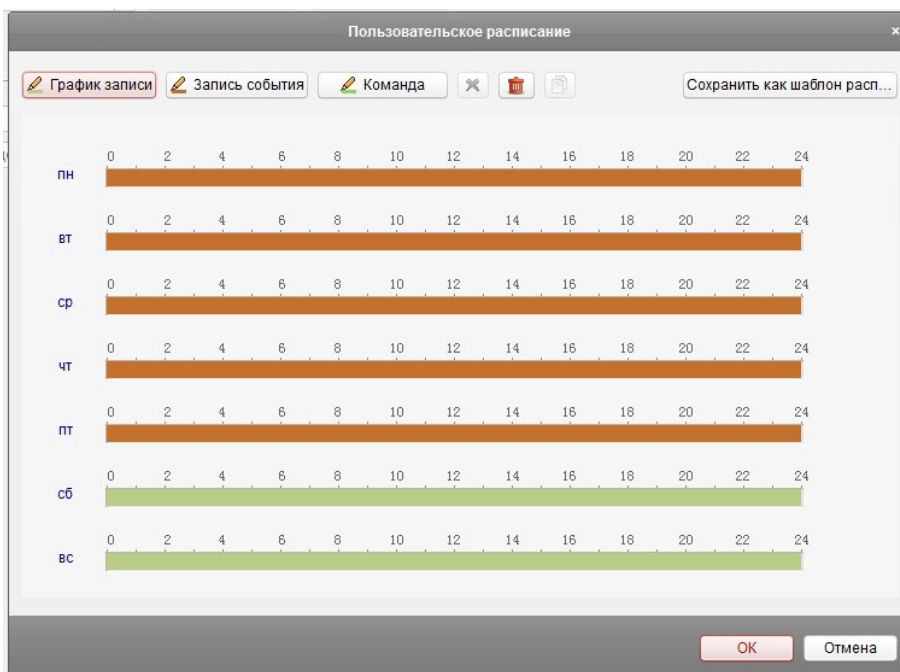 Пользовательское расписание ×
График записи Запись события Команда Сохранить как шаблон расп...
0 2 4 6 8 10 12 14 16 18 20 22 24
пн
0 2 4 6 8 10 12 14 16 18 20 22 24
вт
0 2 4 6 8 10 12 14 16 18 20 22 24
ср
0 2 4 6 8 10 12 14 16 18 20 22 24
чт
0 2 4 6 8 10 12 14 16 18 20 22 24
пт
0 2 4 6 8 10 12 14 16 18 20 22 24
сб
0 2 4 6 8 10 12 14 16 18 20 22 24
вс
OK Отмена